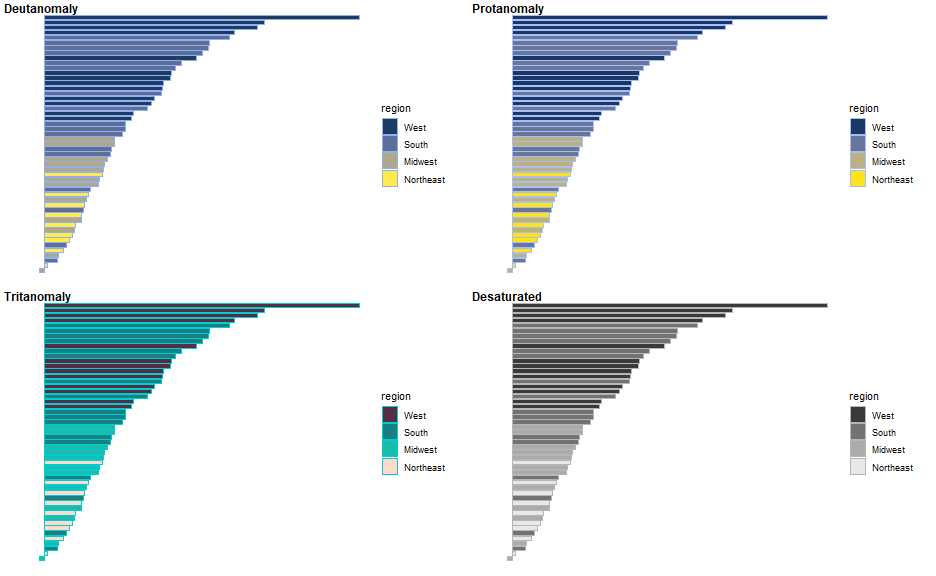 Deutanomaly
region
West
South
Midwest
Northeast
Protanomaly
region
West
South
Midwest
Northeast
Tritanomaly
region
West
South
Midwest
Northeast
Desaturated
region
West
South
Midwest
Northeast